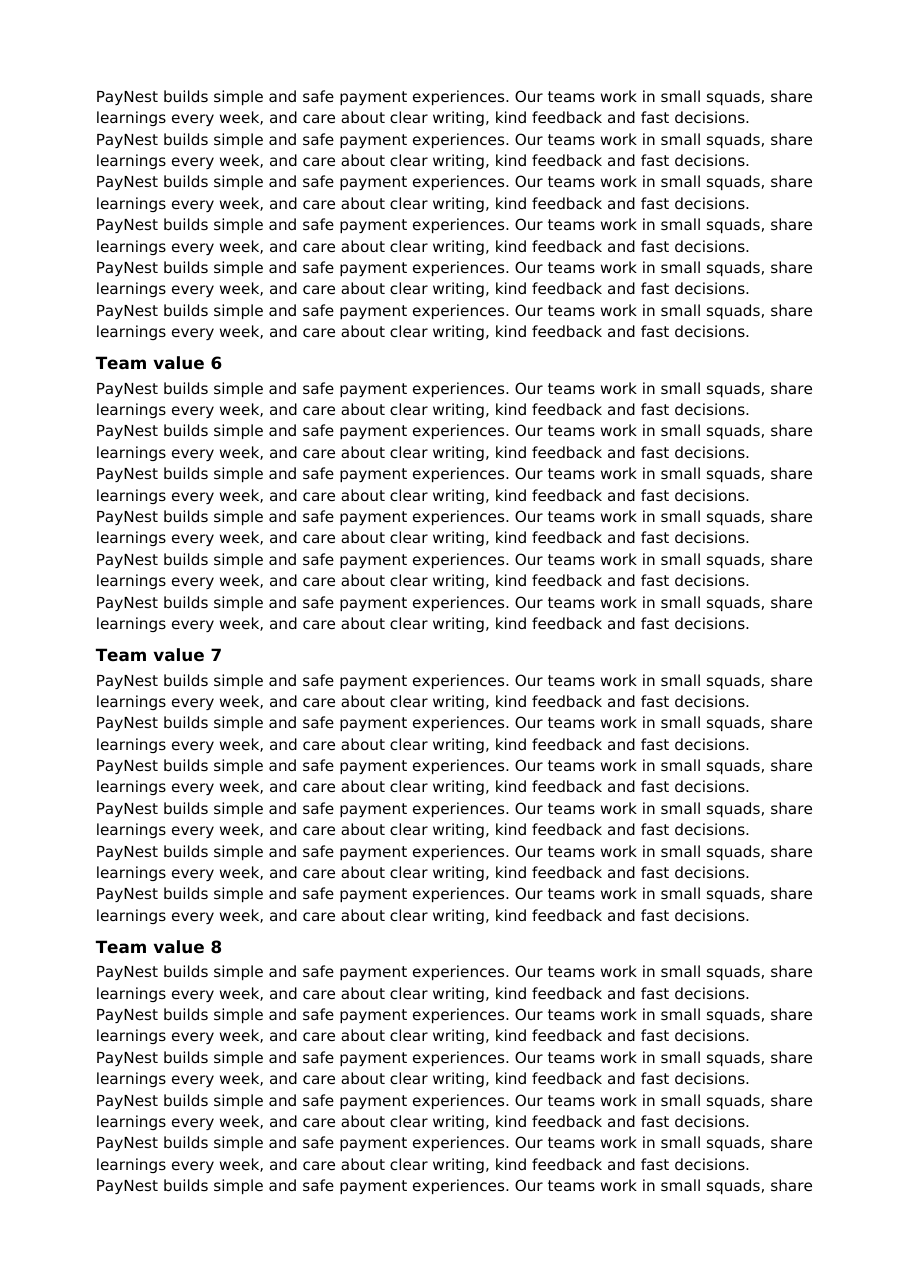 PayNest builds simple and safe payment experiences. Our teams work in small squads, share
learnings every week, and care about clear writing, kind feedback and fast decisions.
PayNest builds simple and safe payment experiences. Our teams work in small squads, share
learnings every week, and care about clear writing, kind feedback and fast decisions.
PayNest builds simple and safe payment experiences. Our teams work in small squads, share
learnings every week, and care about clear writing, kind feedback and fast decisions.
PayNest builds simple and safe payment experiences. Our teams work in small squads, share
learnings every week, and care about clear writing, kind feedback and fast decisions.
PayNest builds simple and safe payment experiences. Our teams work in small squads, share
learnings every week, and care about clear writing, kind feedback and fast decisions.
PayNest builds simple and safe payment experiences. Our teams work in small squads, share
learnings every week, and care about clear writing, kind feedback and fast decisions.
Team value 6
PayNest builds simple and safe payment experiences. Our teams work in small squads, share
learnings every week, and care about clear writing, kind feedback and fast decisions.
PayNest builds simple and safe payment experiences. Our teams work in small squads, share
learnings every week, and care about clear writing, kind feedback and fast decisions.
PayNest builds simple and safe payment experiences. Our teams work in small squads, share
learnings every week, and care about clear writing, kind feedback and fast decisions.
PayNest builds simple and safe payment experiences. Our teams work in small squads, share
learnings every week, and care about clear writing, kind feedback and fast decisions.
PayNest builds simple and safe payment experiences. Our teams work in small squads, share
learnings every week, and care about clear writing, kind feedback and fast decisions.
PayNest builds simple and safe payment experiences. Our teams work in small squads, share
learnings every week, and care about clear writing, kind feedback and fast decisions.
Team value 7
PayNest builds simple and safe payment experiences. Our teams work in small squads, share
learnings every week, and care about clear writing, kind feedback and fast decisions.
PayNest builds simple and safe payment experiences. Our teams work in small squads, share
learnings every week, and care about clear writing, kind feedback and fast decisions.
PayNest builds simple and safe payment experiences. Our teams work in small squads, share
learnings every week, and care about clear writing, kind feedback and fast decisions.
PayNest builds simple and safe payment experiences. Our teams work in small squads, share
learnings every week, and care about clear writing, kind feedback and fast decisions.
PayNest builds simple and safe payment experiences. Our teams work in small squads, share
learnings every week, and care about clear writing, kind feedback and fast decisions.
PayNest builds simple and safe payment experiences. Our teams work in small squads, share
learnings every week, and care about clear writing, kind feedback and fast decisions.
Team value 8
PayNest builds simple and safe payment experiences. Our teams work in small squads, share
learnings every week, and care about clear writing, kind feedback and fast decisions.
PayNest builds simple and safe payment experiences. Our teams work in small squads, share
learnings every week, and care about clear writing, kind feedback and fast decisions.
PayNest builds simple and safe payment experiences. Our teams work in small squads, share
learnings every week, and care about clear writing, kind feedback and fast decisions.
PayNest builds simple and safe payment experiences. Our teams work in small squads, share
learnings every week, and care about clear writing, kind feedback and fast decisions.
PayNest builds simple and safe payment experiences. Our teams work in small squads, share
learnings every week, and care about clear writing, kind feedback and fast decisions.
PayNest builds simple and safe payment experiences. Our teams work in small squads, share